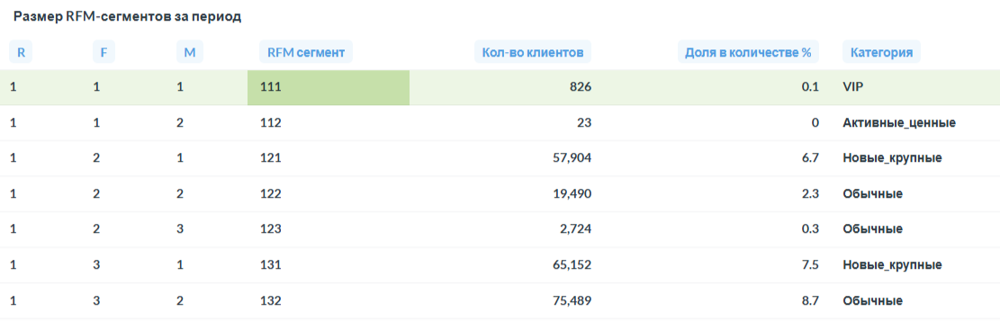 Размер RFM-сегментов за период
R F M RFM сегмент Кол-во клиентов Доля в количестве % Категория
1 1 1 111 826 0.1 VIP
1 1 2 112 23 0 Активные_ценные
1 2 1 121 57,904 6.7 Новые_крупные
1 2 2 122 19,490 2.3 Обычные
1 2 3 123 2,724 0.3 Обычные
1 3 1 131 65,152 7.5 Новые_крупные
1 3 2 132 75,489 8.7 Обычные